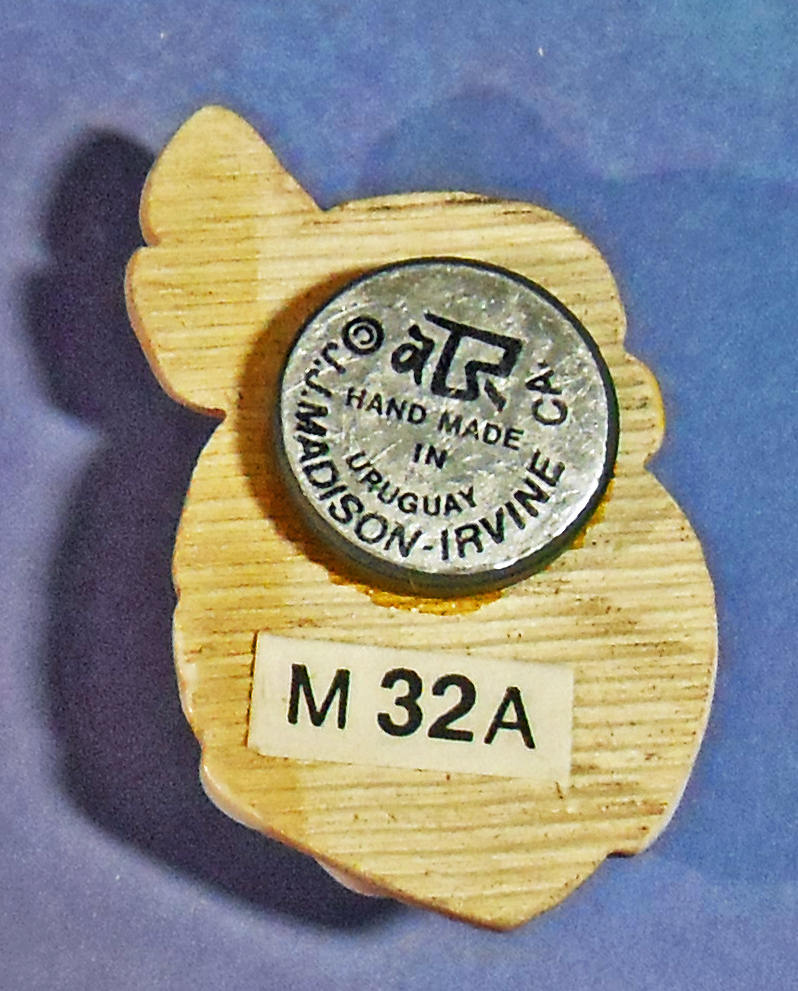 © J.J. MADISON-IRVINE CA.
aTR
HAND MADE
IN
URUGUAY
M 32A